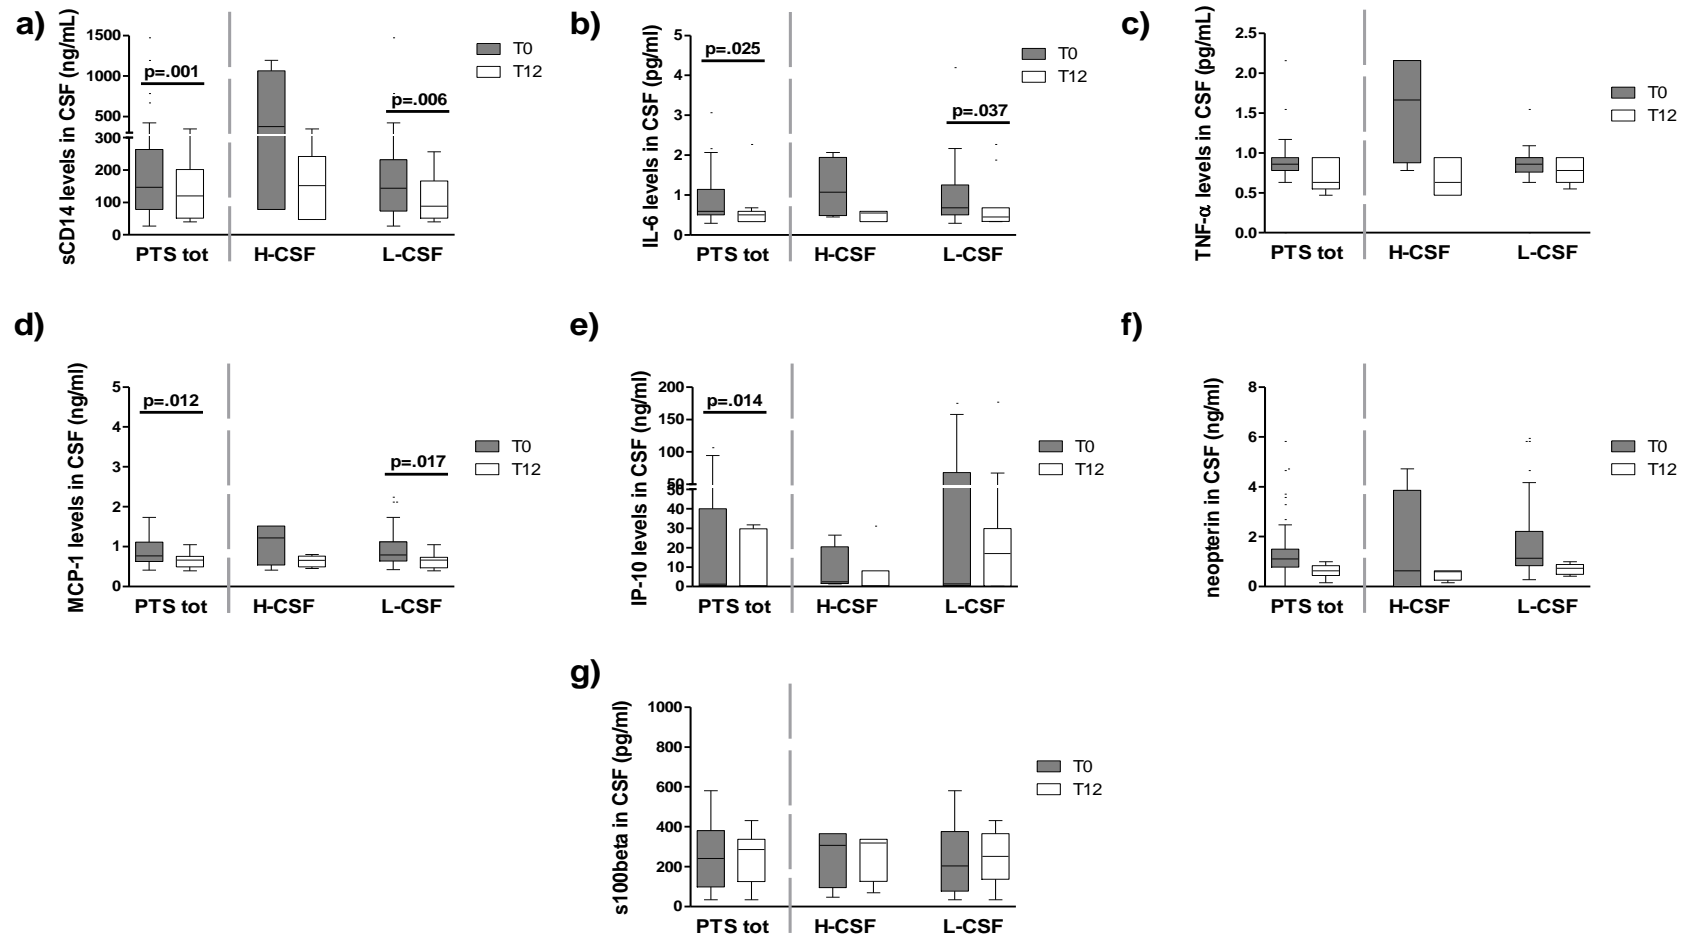 a)
sCD14 levels in CSF (ng/mL)
1500
1000
500
300
200
100
0
p=.001
p=.006
PTS tot H-CSF L-CSF
T0
T12
b)
IL-6 levels in CSF (pg/ml)
5
4
3
2
1
0
p=.025
p=.037
PTS tot H-CSF L-CSF
T0
T12
c)
TNF-α levels in CSF (pg/mL)
2.5
2.0
1.5
1.0
0.5
0.0
PTS tot H-CSF L-CSF
T0
T12
d)
MCP-1 levels in CSF (ng/ml)
5
4
3
2
1
0
p=.012
p=.017
PTS tot H-CSF L-CSF
T0
T12
e)
IP-10 levels in CSF (ng/ml)
200
150
100
50
50
40
30
20
10
0
p=.014
PTS tot H-CSF L-CSF
T0
T12
f)
neopterin in CSF (ng/ml)
8
6
4
2
0
PTS tot H-CSF L-CSF
T0
T12
g)
s100beta in CSF (pg/ml)
1000
800
600
400
200
0
PTS tot H-CSF L-CSF
T0
T12